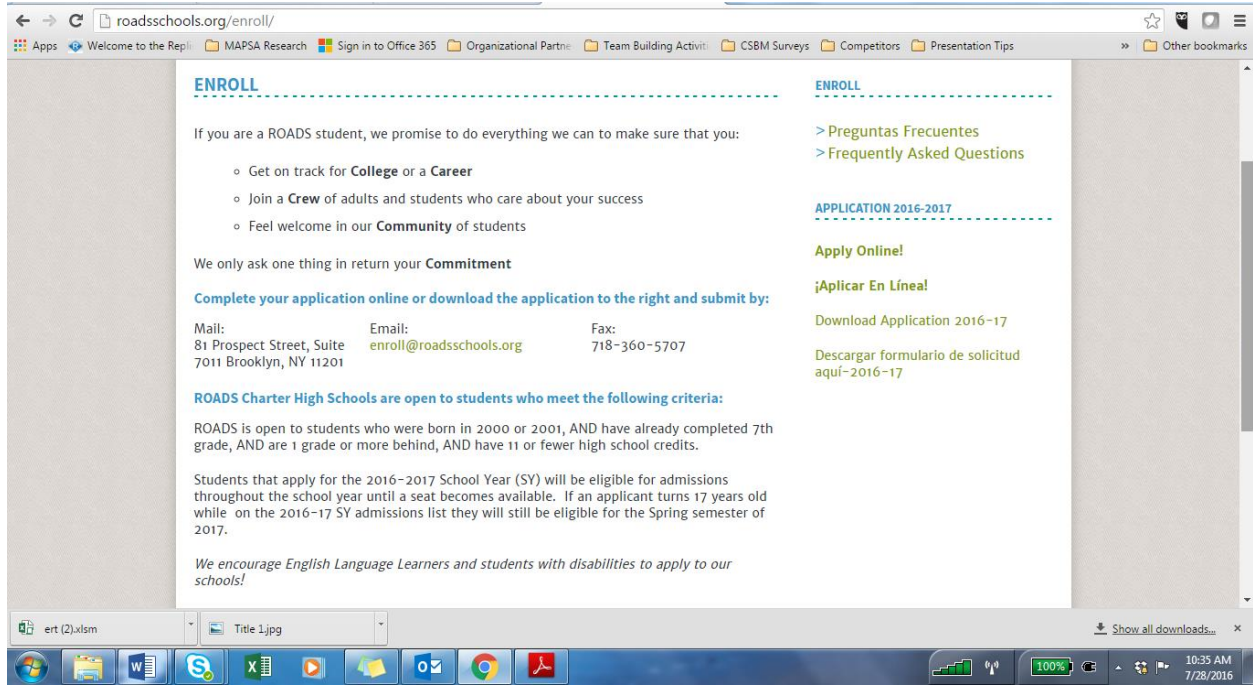 roadsschools.org/enroll/
Apps Welcome to the Repli MAPSA Research Sign in to Office 365 Organizational Partne Team Building Activiti CSBM Surveys Competitors Presentation Tips » Other bookmarks
ENROLL
If you are a ROADS student, we promise to do everything we can to make sure that you:
Get on track for College or a Career
Join a Crew of adults and students who care about your success
Feel welcome in our Community of students
We only ask one thing in return your Commitment
Complete your application online or download the application to the right and submit by:
Mail: Email: Fax:
81 Prospect Street, Suite enroll@roadsschools.org 718-360-5707
7011 Brooklyn, NY 11201
ROADS Charter High Schools are open to students who meet the following criteria:
ROADS is open to students who were born in 2000 or 2001, AND have already completed 7th
grade, AND are 1 grade or more behind, AND have 11 or fewer high school credits.
Students that apply for the 2016-2017 School Year (SY) will be eligible for admissions
throughout the school year until a seat becomes available. If an applicant turns 17 years old
while on the 2016-17 SY admissions list they will still be eligible for the Spring semester of
2017.
We encourage English Language Learners and students with disabilities to apply to our
schools!
ENROLL
> Preguntas Frecuentes
> Frequently Asked Questions
APPLICATION 2016-2017
Apply Online!
¡Aplicar En Línea!
Download Application 2016-17
Descargar formulario de solicitud
aquí-2016-17
ert (2).xlsm Title 1.jpg Show all downloads...
100% 10:35 AM
7/28/2016